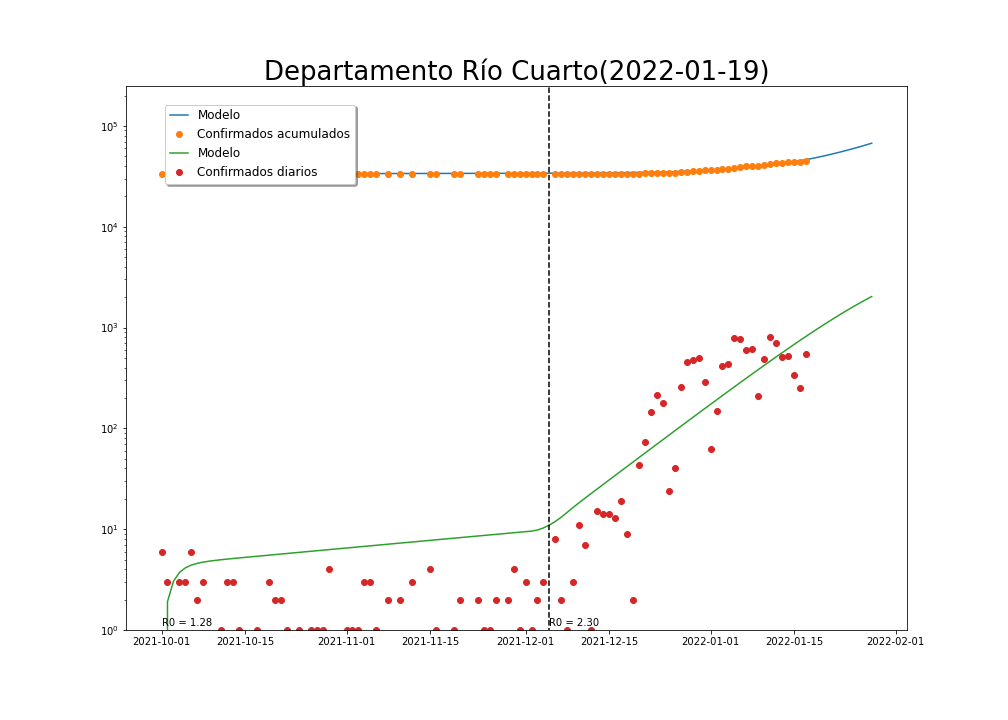 Departamento Río Cuarto(2022-01-19)
Modelo
Confirmados acumulados
Modelo
Confirmados diarios
10⁵
10⁴
10³
10²
10¹
10⁰
R0 = 1.28
R0 = 2.30
2021-10-01
2021-10-15
2021-11-01
2021-11-15
2021-12-01
2021-12-15
2022-01-01
2022-01-15
2022-02-01